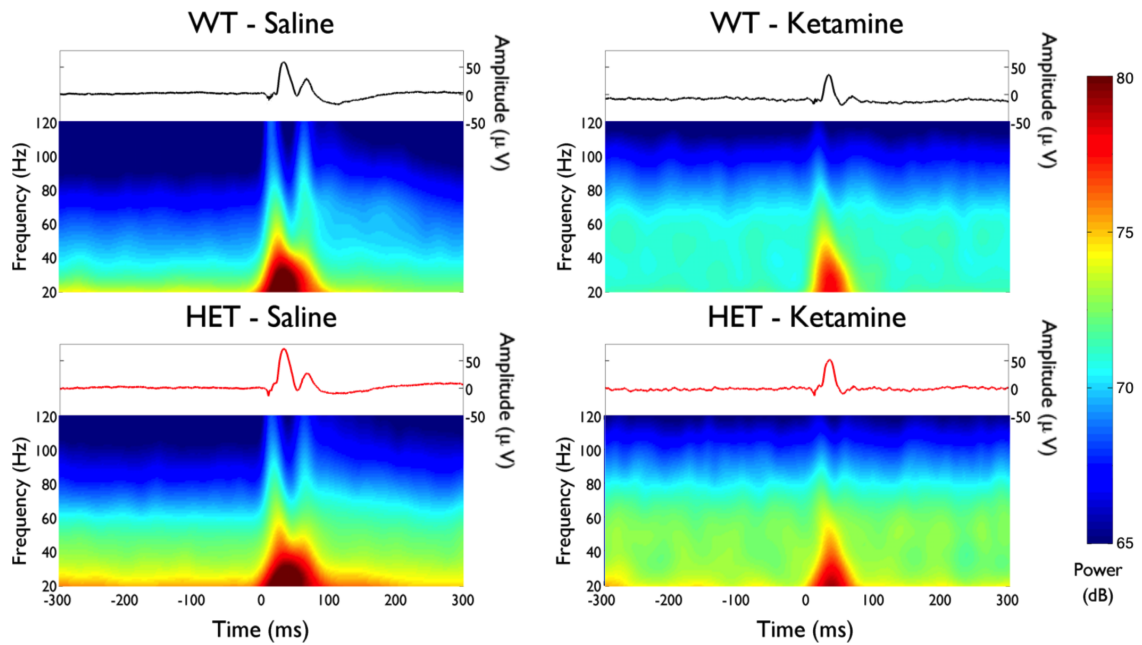 WT - Saline
WT - Ketamine
50
0
-50
Amplitude (μ V)
50
0
-50
Amplitude (μ V)
120
100
80
60
40
20
Frequency (Hz)
120
100
80
60
40
20
Frequency (Hz)
HET - Saline
HET - Ketamine
50
0
-50
Amplitude (μ V)
50
0
-50
Amplitude (μ V)
120
100
80
60
40
20
Frequency (Hz)
120
100
80
60
40
20
Frequency (Hz)
-300 -200 -100 0 100 200 300
Time (ms)
-300 -200 -100 0 100 200 300
Time (ms)
80
75
70
65
Power
(dB)